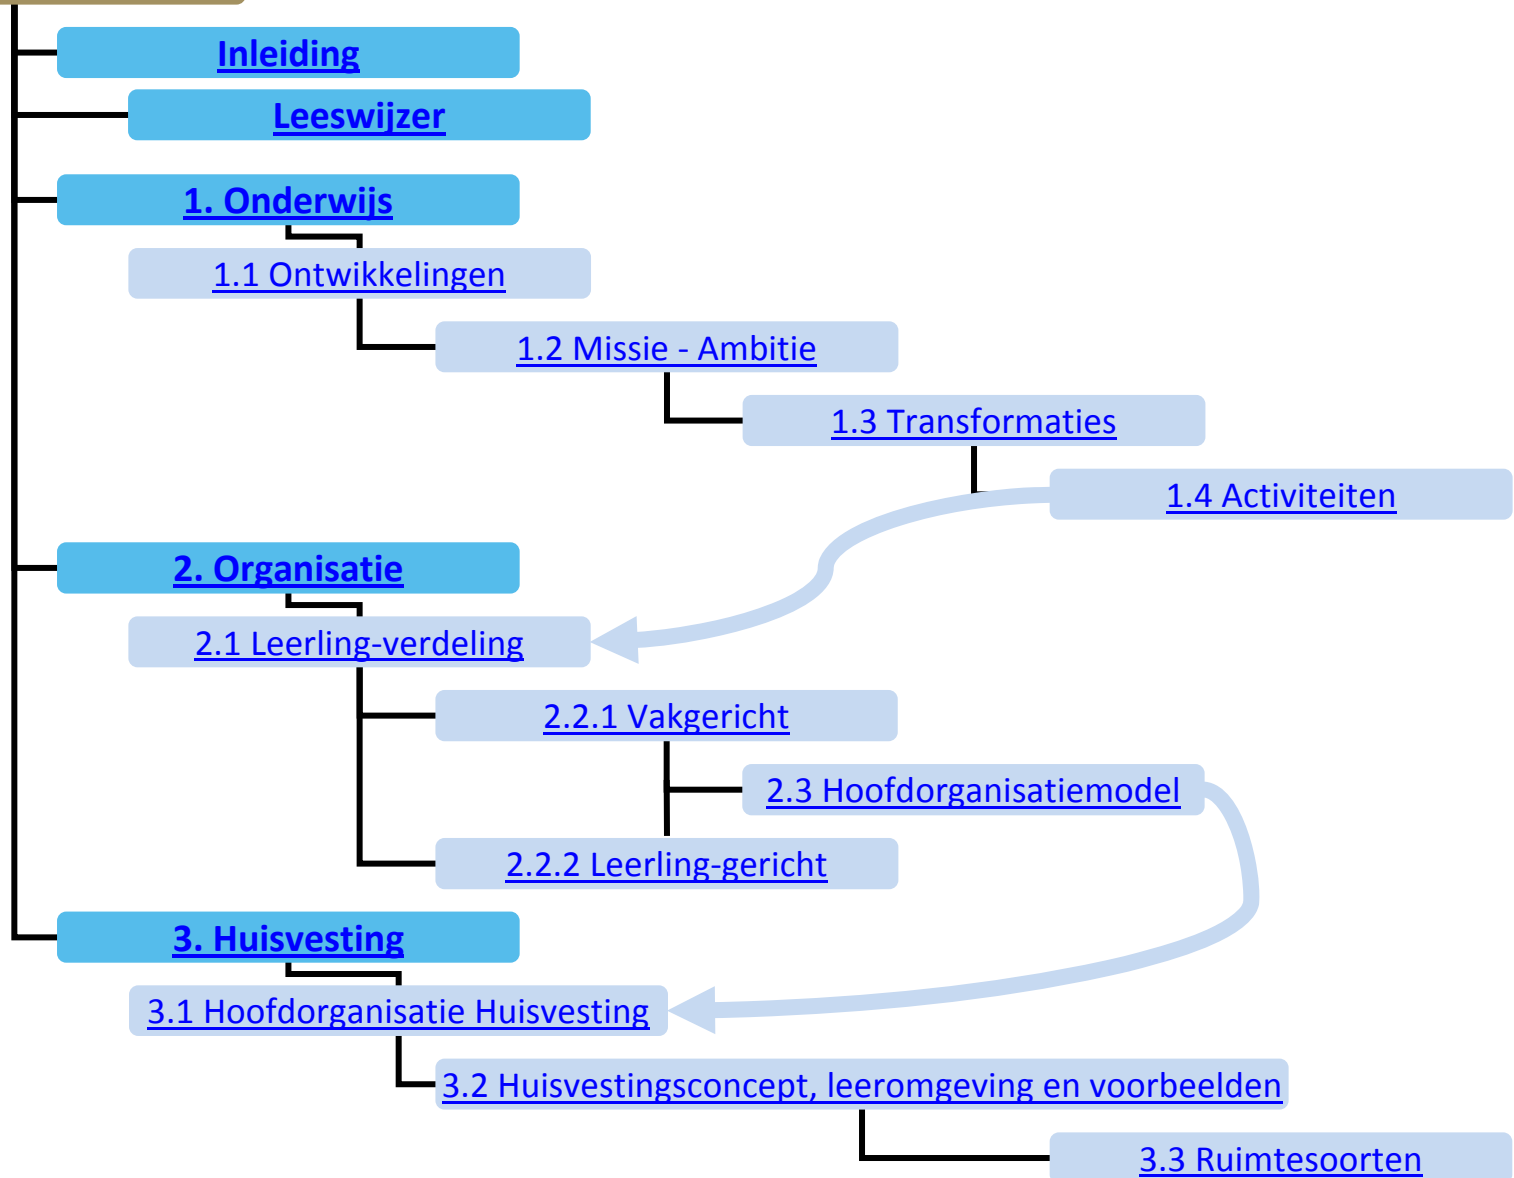 Inleiding
Leeswijzer
1. Onderwijs
1.1 Ontwikkelingen
1.2 Missie - Ambitie
1.3 Transformaties
1.4 Activiteiten
2. Organisatie
2.1 Leerling-verdeling
2.2.1 Vakgericht
2.3 Hoofdorganisatiemodel
2.2.2 Leerling-gericht
3. Huisvesting
3.1 Hoofdorganisatie Huisvesting
3.2 Huisvestingsconcept, leeromgeving en voorbeelden
3.3 Ruimtesoorten